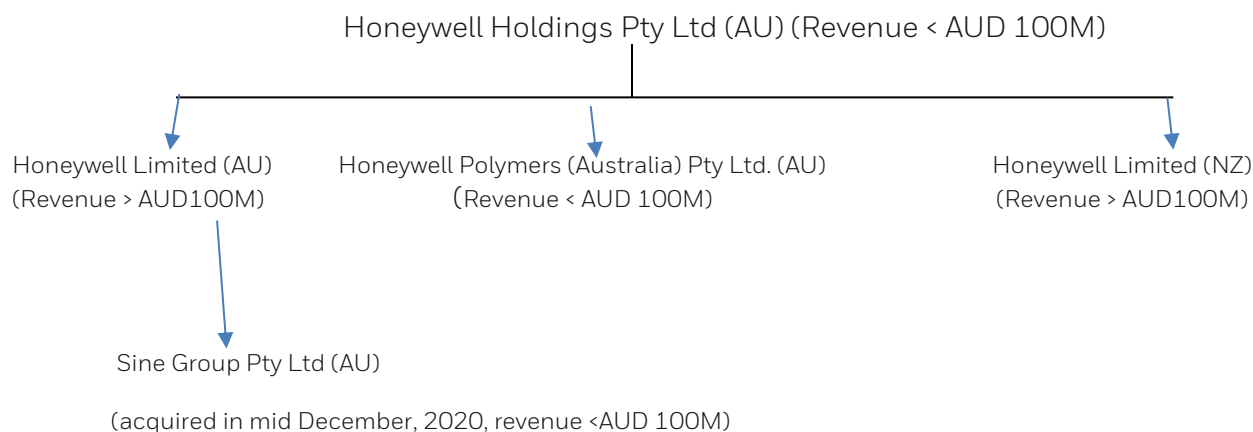 Honeywell Holdings Pty Ltd (AU) (Revenue < AUD 100M)
Honeywell Limited (AU)
(Revenue > AUD100M)
Honeywell Polymers (Australia) Pty Ltd. (AU)
(Revenue < AUD 100M)
Honeywell Limited (NZ)
(Revenue > AUD100M)
Sine Group Pty Ltd (AU)
(acquired in mid December, 2020, revenue <AUD 100M)